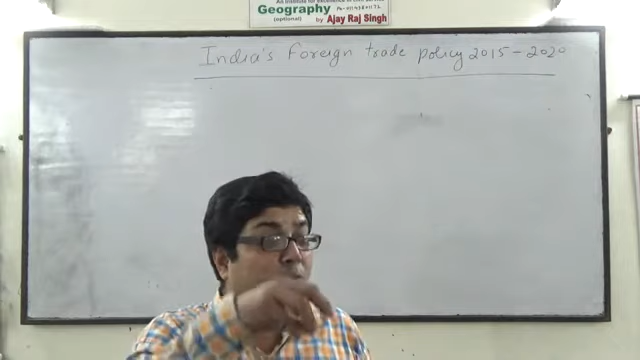 Geography
(optional) by Ajay Raj Singh
India's Foreign trade policy 2015-2020